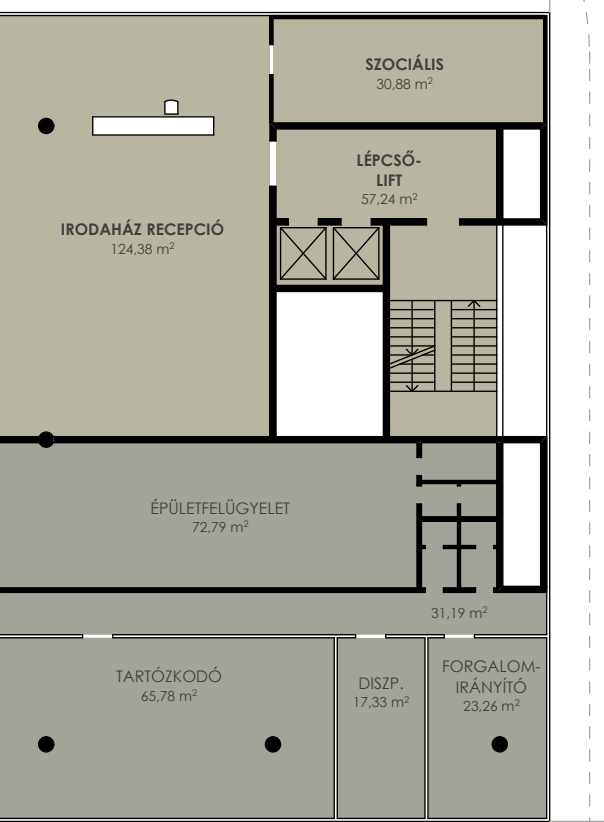 SZOCIÁLIS
30,88 m²
LÉPCSŐ-
LIFT
57,24 m²
IRODAHÁZ RECEPCIÓ
124,38 m²
ÉPÜLETFELÜGYELET
72,79 m²
31,19 m²
TARTÓZKODÓ
65,78 m²
DISZP.
17,33 m²
FORGALOM-
IRÁNYÍTÓ
23,26 m²